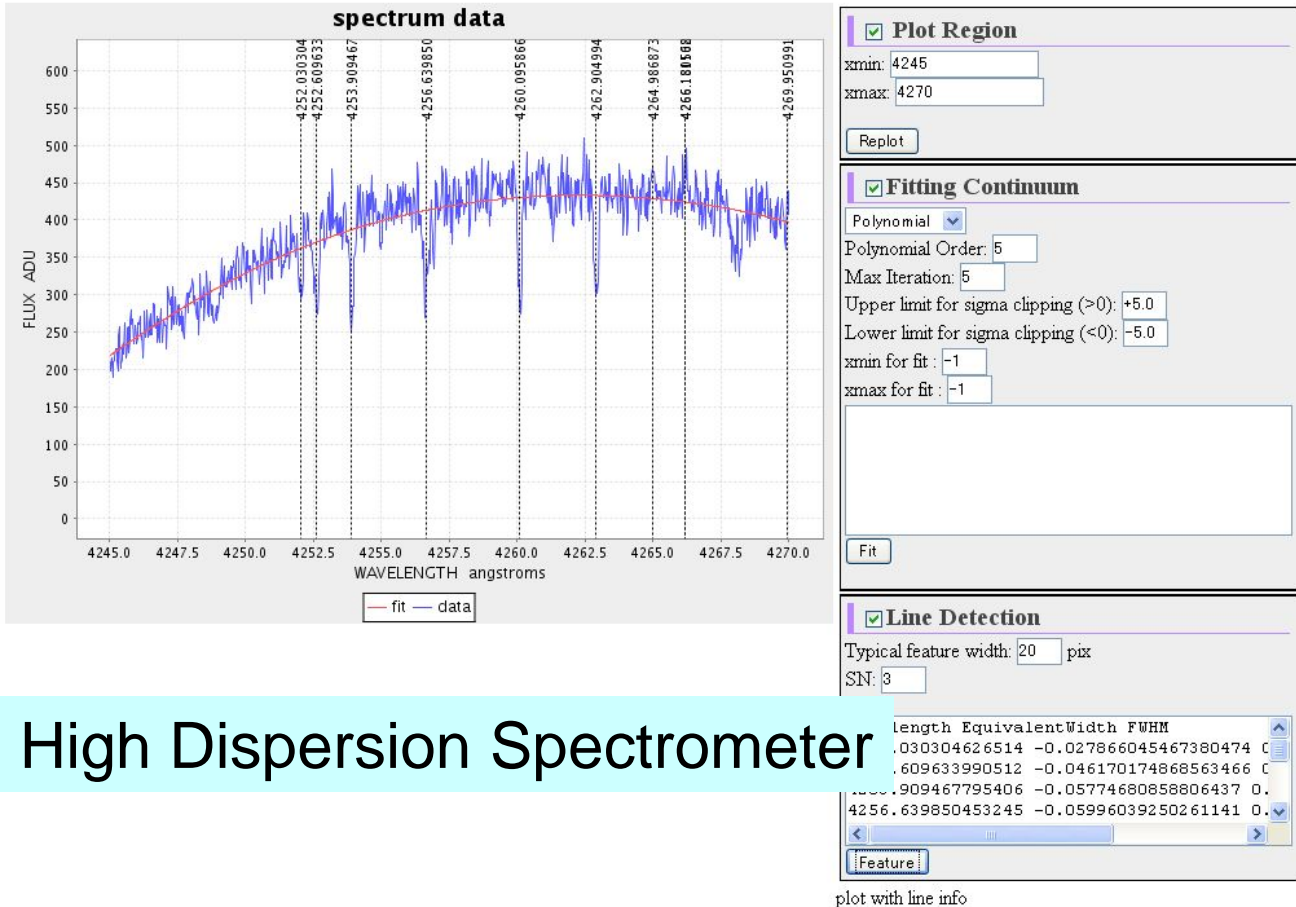 spectrum data
4252.030304
4252.609633
4253.909467
4256.639850
4260.095866
4262.904994
4264.986873
4269.950991
600
550
500
450
400
350
300
250
200
150
100
50
0
FLUX ADU
4245.0 4247.5 4250.0 4252.5 4255.0 4257.5 4260.0 4262.5 4265.0 4267.5 4270.0
WAVELENGTH angstroms
fit data
Plot Region
xmin: 4245
xmax: 4270
Replot
Fitting Continuum
Polynomial
Polynomial Order: 5
Max Iteration: 5
Upper limit for sigma clipping (>0): +5.0
Lower limit for sigma clipping (<0): -5.0
xmin for fit : -1
xmax for fit : -1
Fit
Line Detection
Typical feature width: 20 pix
SN: 3
length EquivalentWidth FWHM
.030304626514 -0.027866045467380474
.609633990512 -0.046170174868563466
.909467795406 -0.05774680858806437 0.
4256.639850453245 -0.05996039250261141 0.
Feature
plot with line info
High Dispersion Spectrometer